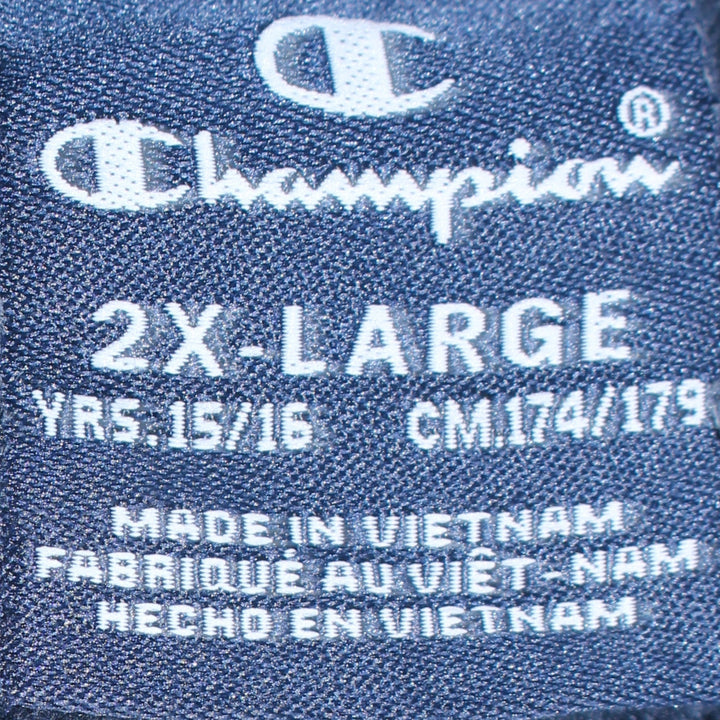 C
Champion®
2X-LARGE
YRS.15/16 CM.174/179
MADE IN VIETNAM
FABRIQUÉ AU VIÊT-NAM
HECHO EN VIETNAM